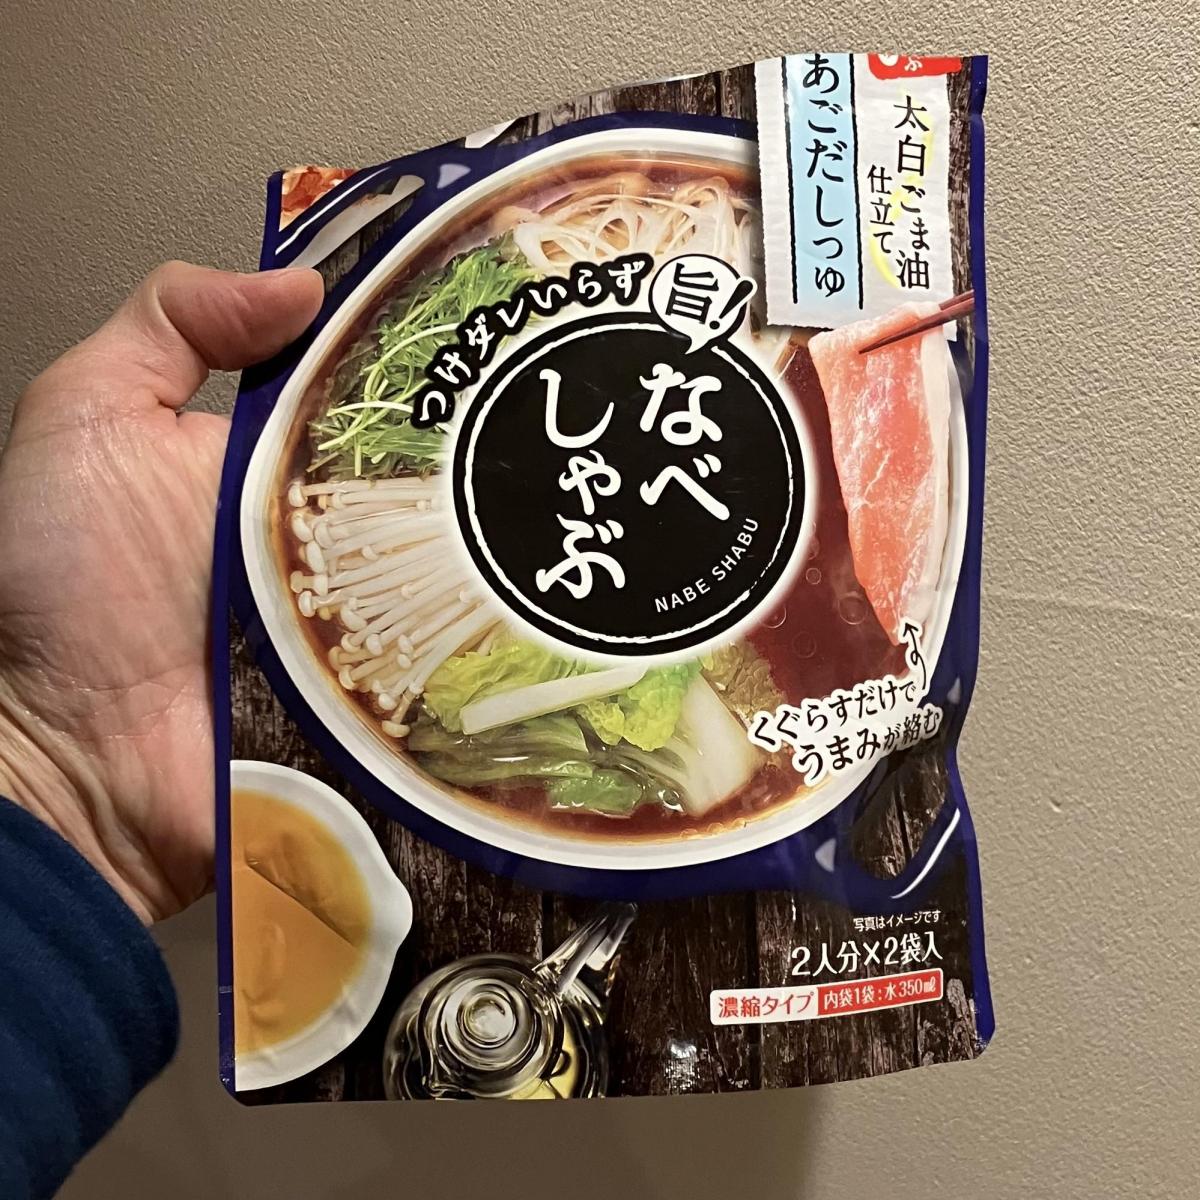 太白ごま油
仕立て
あごだしつゆ
つけダレいらず
旨!
なべ
しゃぶ
NABE SHABU
くぐらすだけで
うまみが絡む
写真はイメージです
2人分×2袋入
濃縮タイプ 内袋1袋:水350㎖